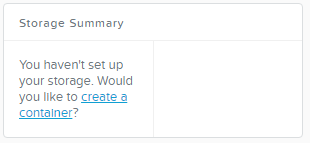 Storage Summary
You haven't set up
your storage. Would
you like to create a
container?